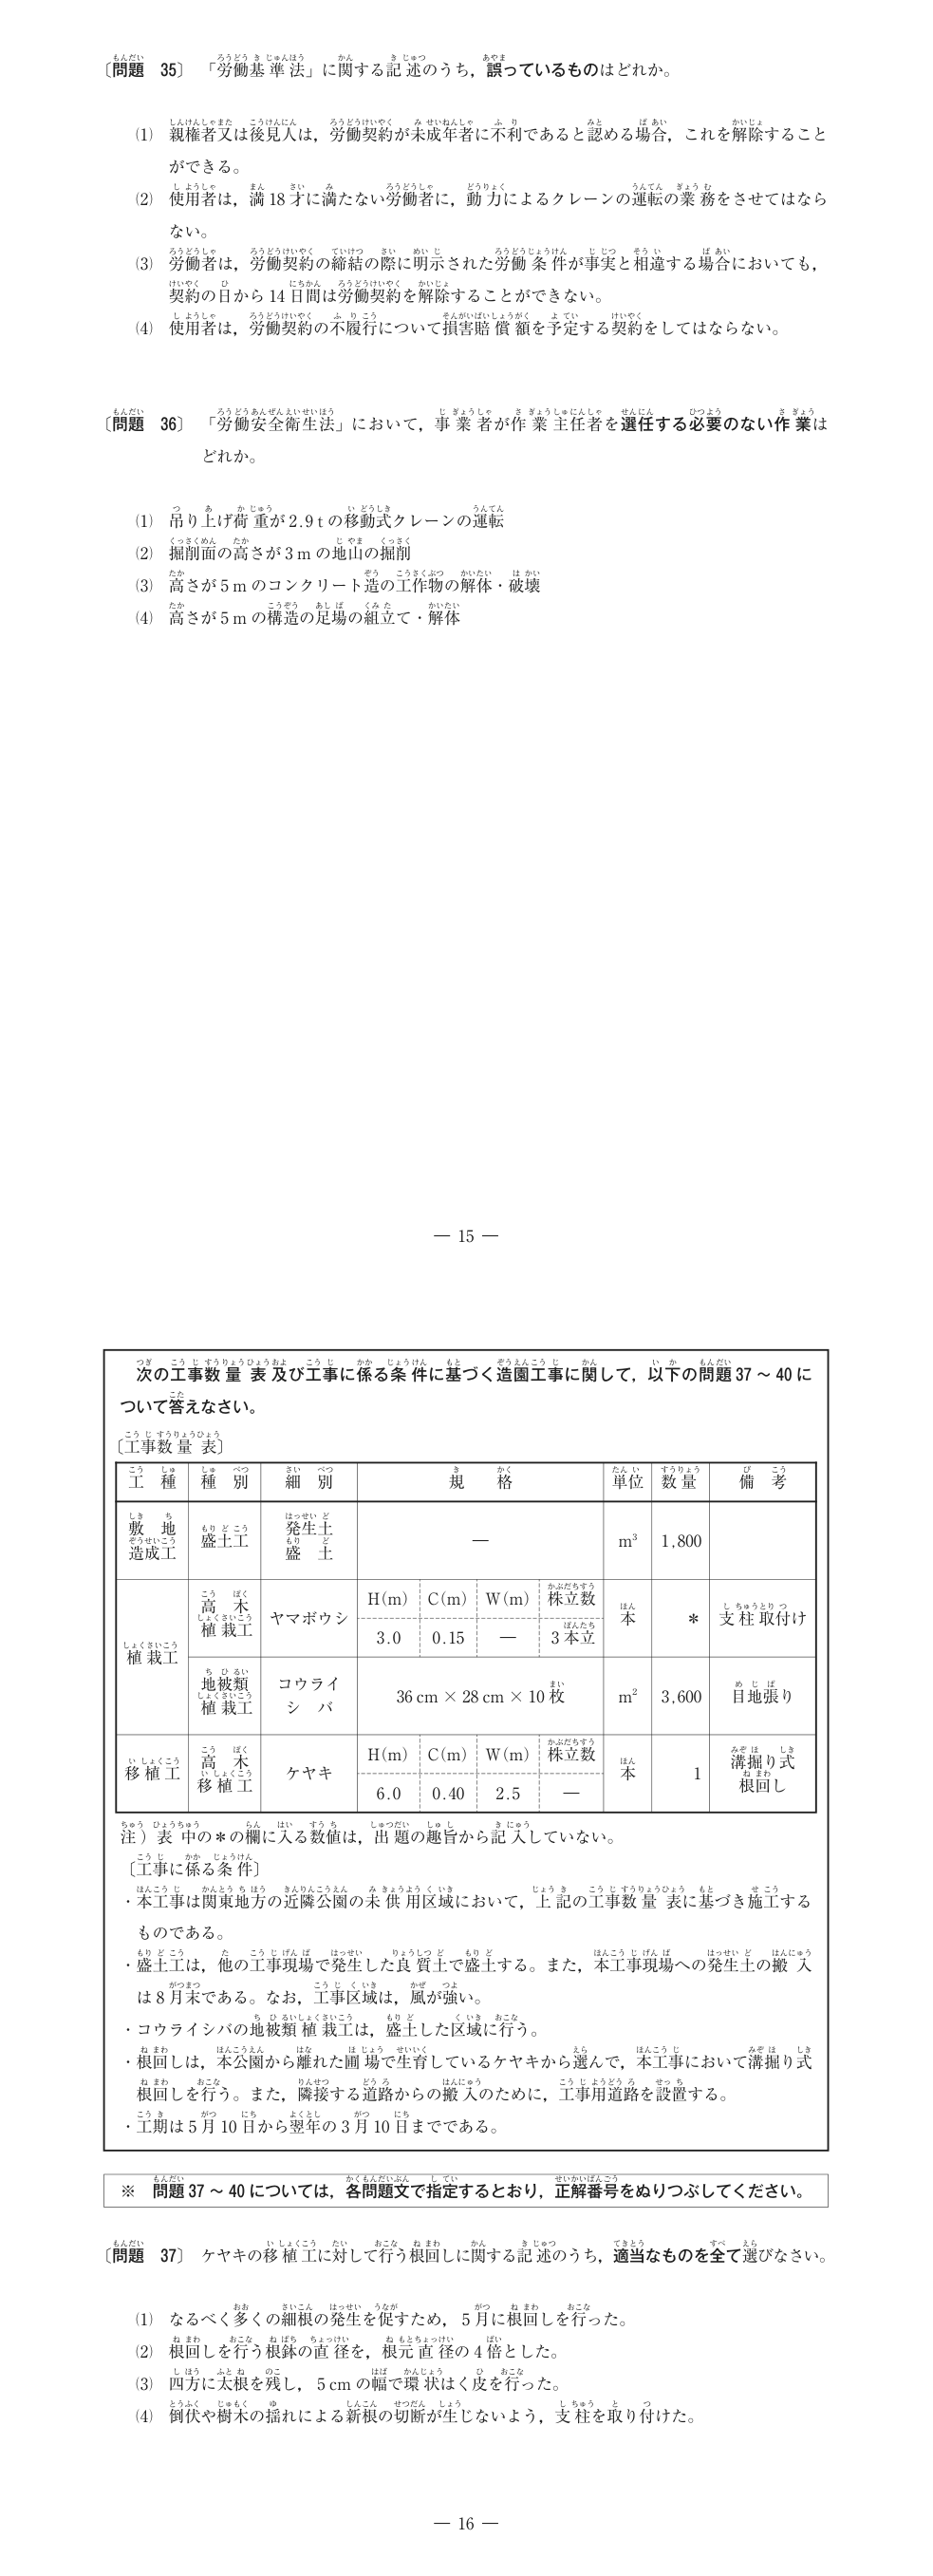 〔問題 35〕 「労働基準法」に関する記述のうち，誤っているものはどれか。
⑴ 親権者又は後見人は，労働契約が未成年者に不利であると認める場合，これを解除すること
ができる。
⑵ 使用者は，満 18 才に満たない労働者に，動力によるクレーンの運転の業務をさせてはなら
ない。
⑶ 労働者は，労働契約の締結の際に明示された労働条件が事実と相違する場合においても，
契約の日から 14 日間は労働契約を解除することができない。
⑷ 使用者は，労働契約の不履行について損害賠償額を予定する契約をしてはならない。
〔問題 36〕 「労働安全衛生法」において，事業者が作業主任者を選任する必要のない作業は
どれか。
⑴ 吊り上げ荷重が 2.9 t の移動式クレーンの運転
⑵ 掘削面の高さが 3 m の地山の掘削
⑶ 高さが 5 m のコンクリート造の工作物の解体・破壊
⑷ 高さが 5 m の構造の足場の組立て・解体
— 15 —
次の工事数量表及び工事に係る条件に基づく造園工事に関して，以下の問題 37 ～ 40 に
ついて答えなさい。
〔工事数量表〕
工種 種別 細別 規格 単位 数量 備考
敷地造成工 盛土工 発生土盛土 — m³ 1,800
植栽工 高木植栽工 ヤマボウシ H(m) C(m) W(m) 株立数 本 ＊ 支柱取付け
3.0 0.15 — 3 本立
地被類植栽工 コウライシバ 36 cm × 28 cm × 10 枚 m² 3,600 目地張り
移植工 高木移植工 ケヤキ H(m) C(m) W(m) 株立数 本 1 溝掘り式根回し
6.0 0.40 2.5 —
注）表中の＊の欄に入る数値は，出題の趣旨から記入していない。
〔工事に係る条件〕
・本工事は関東地方の近隣公園の未供用区域において，上記の工事数量表に基づき施工する
ものである。
・盛土工は，他の工事現場で発生した良質土で盛土する。また，本工事現場への発生土の搬入
は 8 月末である。なお，工事区域は，風が強い。
・コウライシバの地被類植栽工は，盛土した区域に行う。
・根回しは，本公園から離れた圃場で生育しているケヤキから選んで，本工事において溝掘り式
根回しを行う。また，隣接する道路からの搬入のために，工事用道路を設置する。
・工期は 5 月 10 日から翌年の 3 月 10 日までである。
※ 問題 37 ～ 40 については，各問題文で指定するとおり，正解番号をぬりつぶしてください。
〔問題 37〕 ケヤキの移植工に対して行う根回しに関する記述のうち，適当なものを全て選びなさい。
⑴ なるべく多くの細根の発生を促すため，5 月に根回しを行った。
⑵ 根回しを行う根鉢の直径を，根元直径の 4 倍とした。
⑶ 四方に太根を残し，5 cm の幅で環状はく皮を行った。
⑷ 倒伏や樹木の揺れによる新根の切断が生じないよう，支柱を取り付けた。
— 16 —